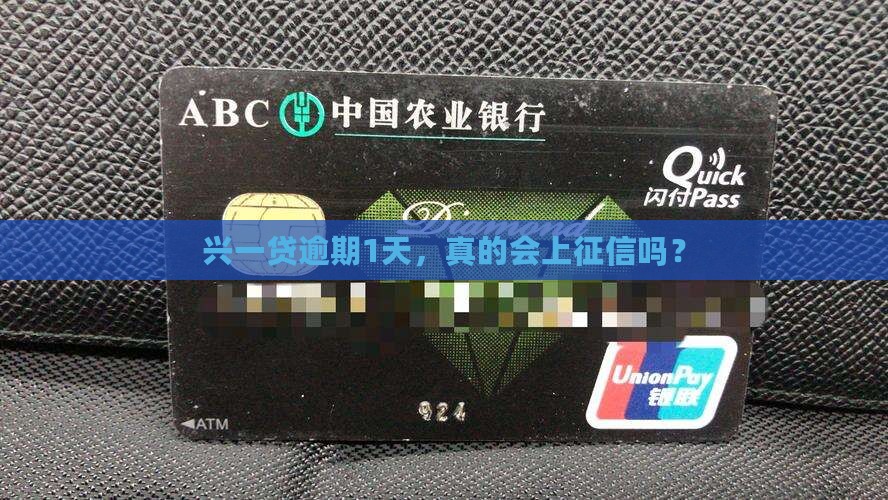 ABC 中国农业银行
Quick
闪付Pass
Diamond
兴一贷逾期1天，真的会上征信吗？
UnionPay
银联
924
◄ATM